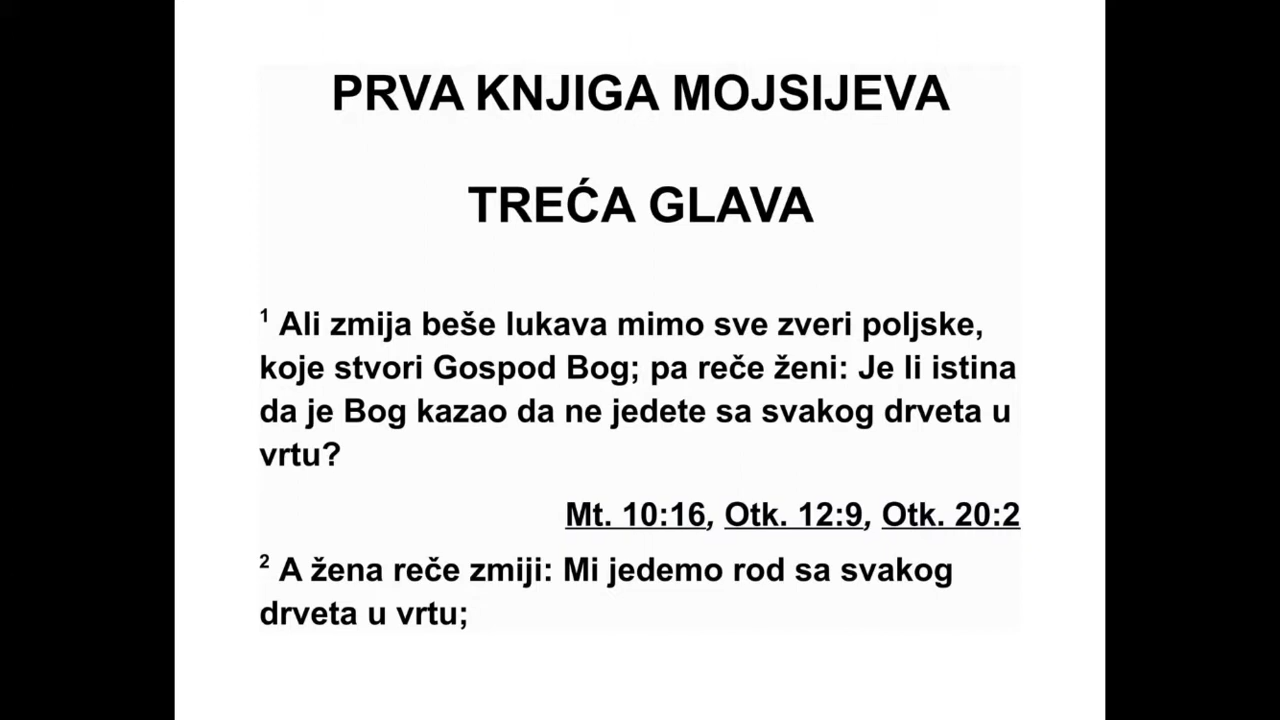 PRVA KNJIGA MOJSIJEVA
TREĆA GLAVA
1 Ali zmija beše lukava mimo sve zveri poljske,
koje stvori Gospod Bog; pa reče ženi: Je li istina
da je Bog kazao da ne jedete sa svakog drveta u
vrtu?
Mt. 10:16, Otk. 12:9, Otk. 20:2
2 A žena reče zmiji: Mi jedemo rod sa svakog
drveta u vrtu;